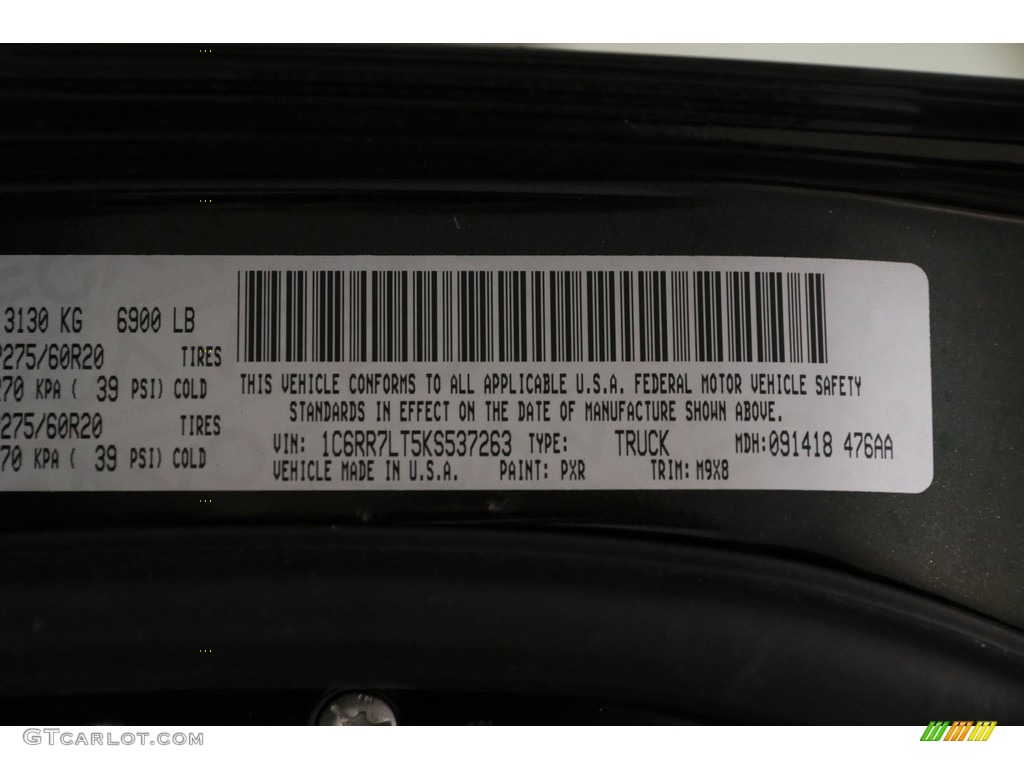 3130 KG 6900 LB
275/60R20 TIRES
270 KPA ( 39 PSI) COLD
275/60R20 TIRES
70 KPA ( 39 PSI) COLD
THIS VEHICLE CONFORMS TO ALL APPLICABLE U.S.A. FEDERAL MOTOR VEHICLE SAFETY
STANDARDS IN EFFECT ON THE DATE OF MANUFACTURE SHOWN ABOVE.
VIN: 1C6RR7LT5KS537263 TYPE: TRUCK MDH:091418 476AA
VEHICLE MADE IN U.S.A. PAINT: PXR TRIM: M9X8
GTCARLOT.COM